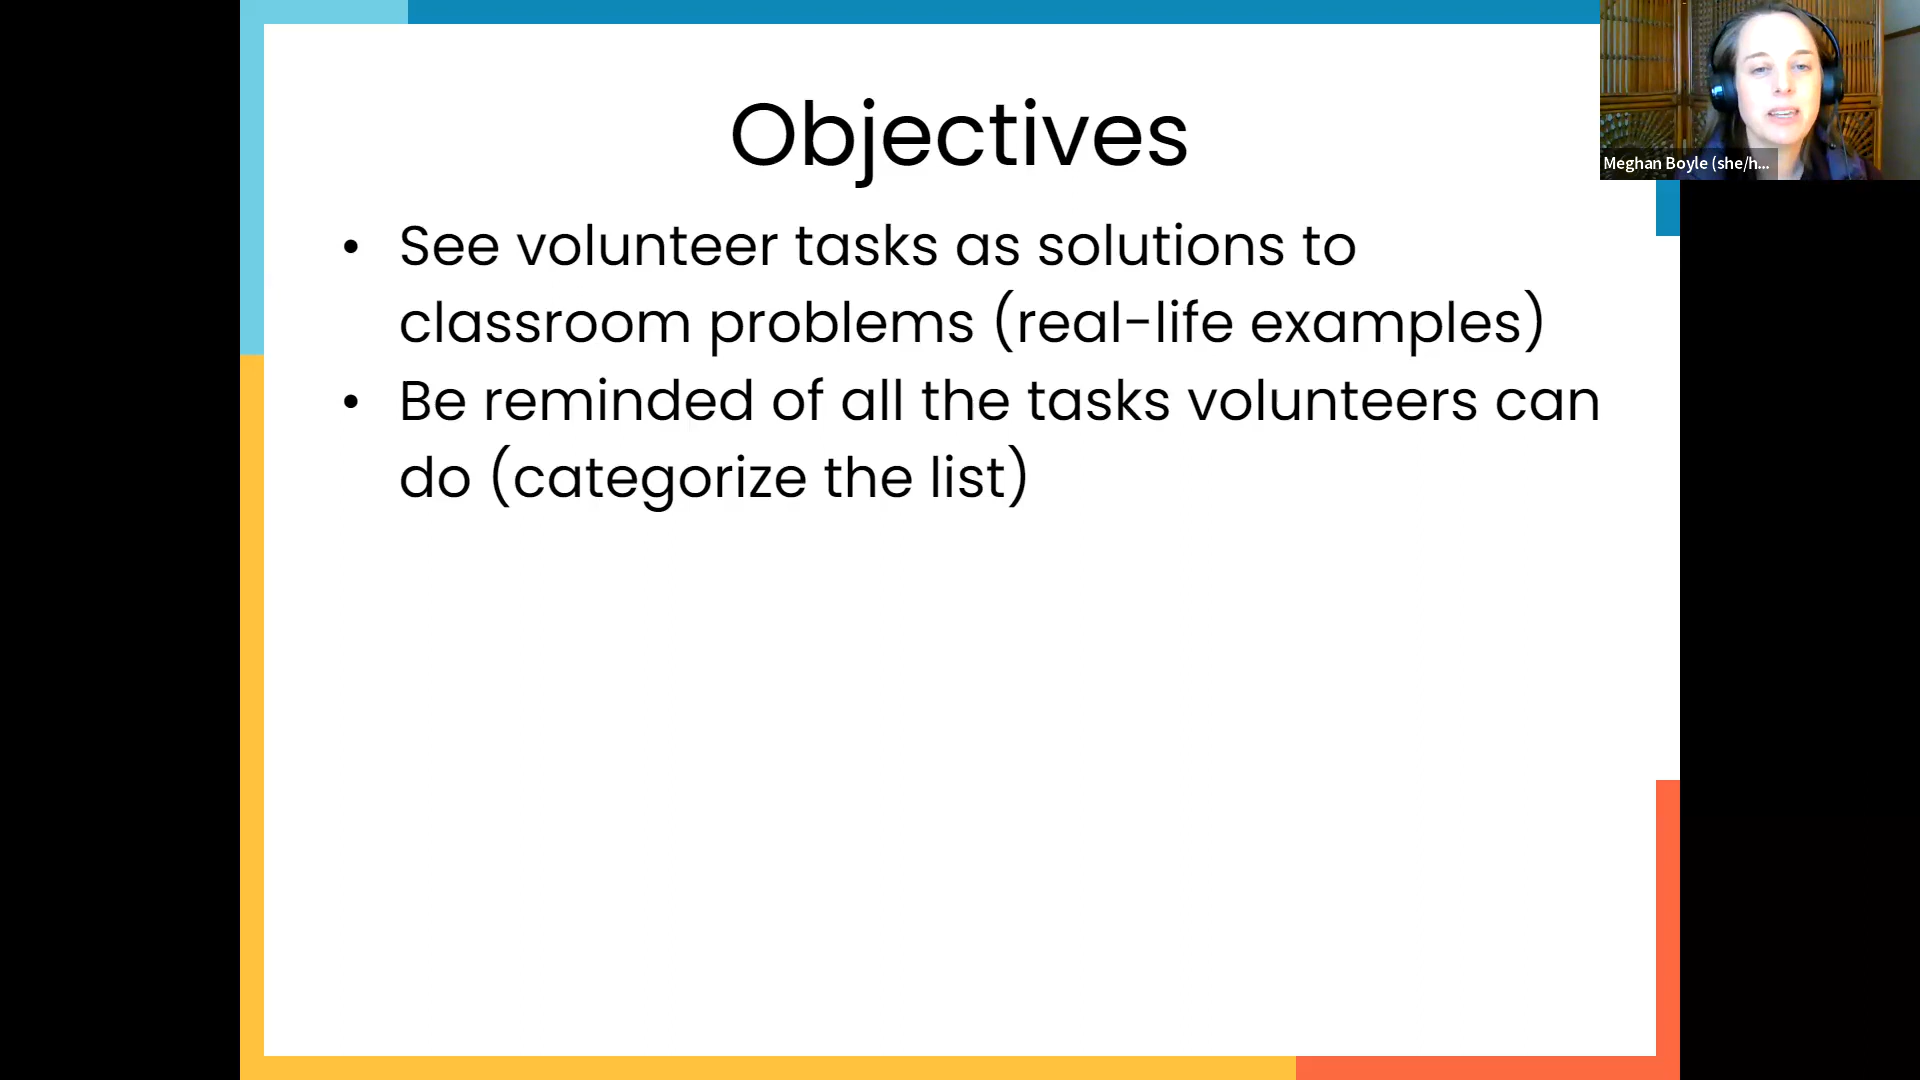 Objectives
• See volunteer tasks as solutions to
classroom problems (real-life examples)
• Be reminded of all the tasks volunteers can
do (categorize the list)
Meghan Boyle (she/h...